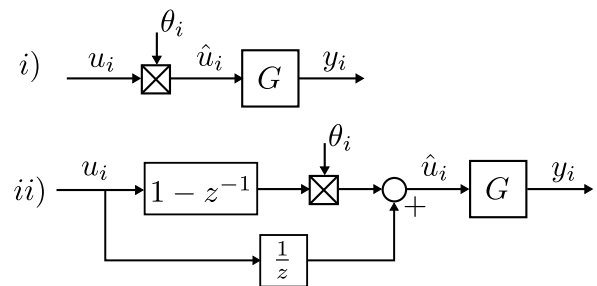 θ_i
i) u_i û_i G y_i
θ_i
ii) u_i 1 − z^{−1} û_i G y_i
+
1/z